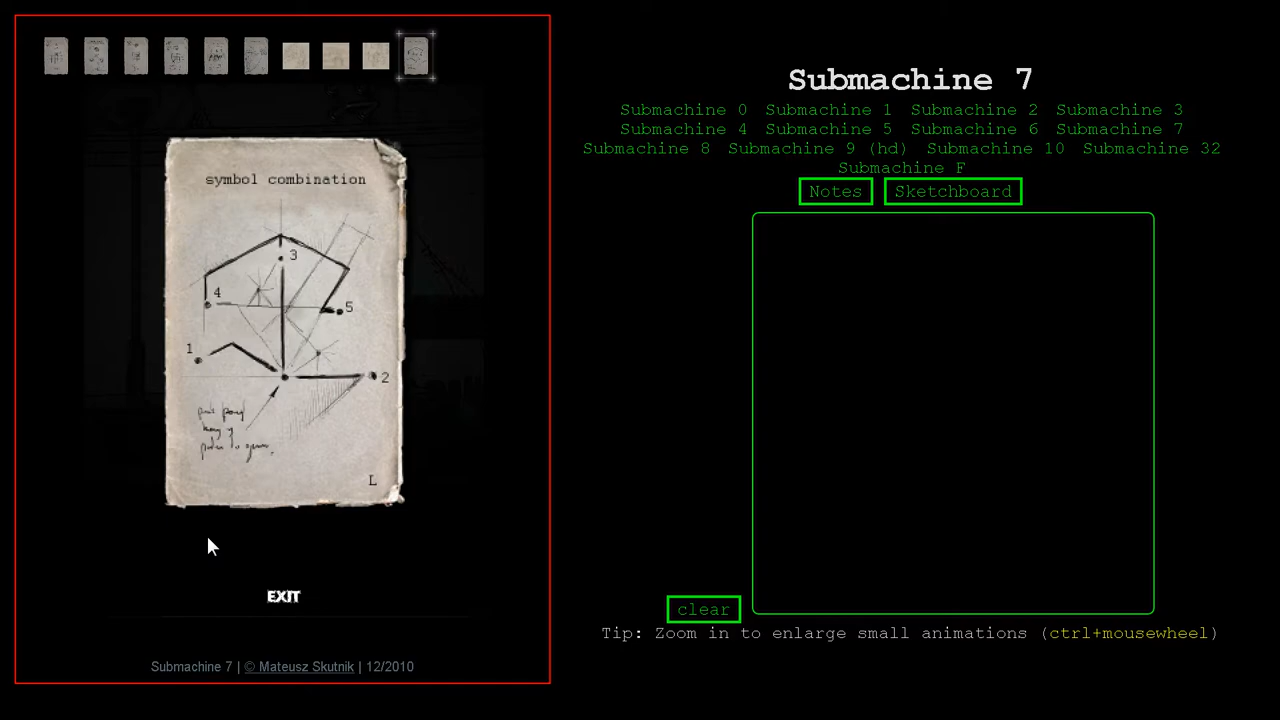 symbol combination
3
4
5
1
2
L
EXIT
Submachine 7 | © Mateusz Skutnik | 12/2010
Submachine 7
Submachine 0 Submachine 1 Submachine 2 Submachine 3
Submachine 4 Submachine 5 Submachine 6 Submachine 7
Submachine 8 Submachine 9 (hd) Submachine 10 Submachine 32
Submachine F
Notes Sketchboard
clear
Tip: Zoom in to enlarge small animations (ctrl+mousewheel)